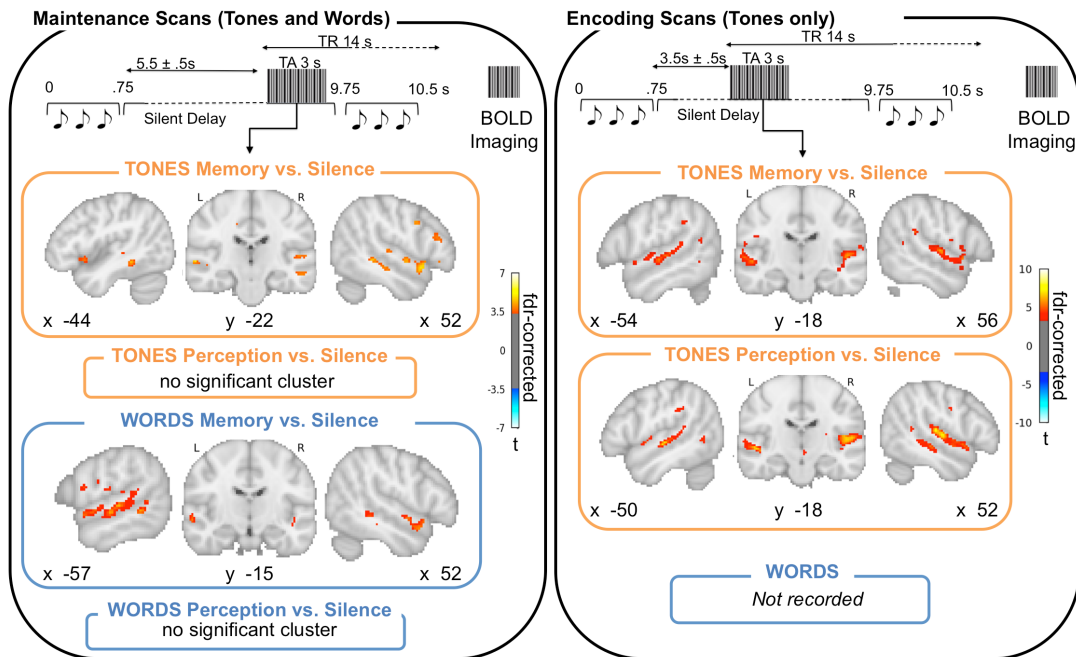 Maintenance Scans (Tones and Words)
TR 14 s
5.5 ± .5s
TA 3 s
0
.75
9.75
10.5 s
Silent Delay
BOLD
Imaging
TONES Memory vs. Silence
L
R
x -44
y -22
x 52
TONES Perception vs. Silence
no significant cluster
WORDS Memory vs. Silence
L
R
x -57
y -15
x 52
WORDS Perception vs. Silence
no significant cluster
7
3.5
0
-3.5
-7
t
fdr-corrected
Encoding Scans (Tones only)
TR 14 s
3.5s ± .5s
TA 3 s
0
.75
9.75
10.5 s
Silent Delay
BOLD
Imaging
TONES Memory vs. Silence
L
R
x -54
y -18
x 56
TONES Perception vs. Silence
L
R
x -50
y -18
x 52
WORDS
Not recorded
10
5
0
-5
-10
t
fdr-corrected